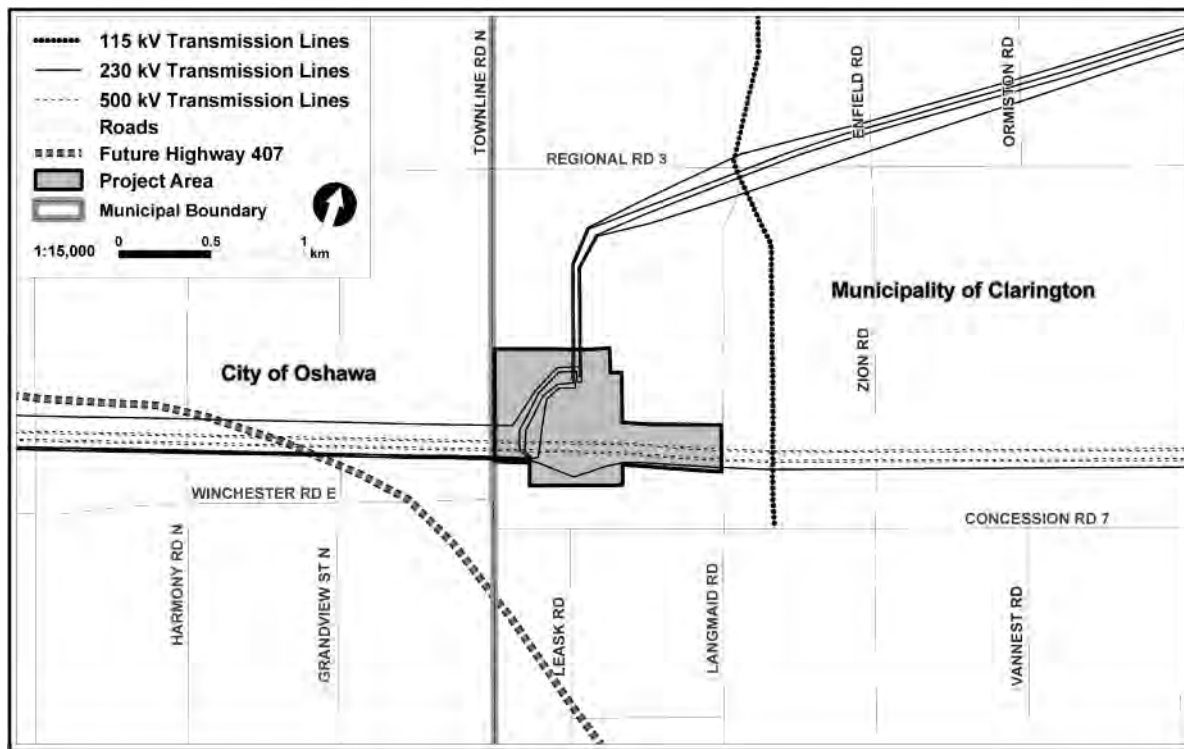 115 kV Transmission Lines
230 kV Transmission Lines
500 kV Transmission Lines
Roads
Future Highway 407
Project Area
Municipal Boundary
1:15,000
0 0.5 1
km
TOWNLINE RD N
ENFIELD RD
ORMISTON RD
REGIONAL RD 3
Municipality of Clarington
ZION RD
City of Oshawa
WINCHESTER RD E
CONCESSION RD 7
HARMONY RD N
GRANDVIEW ST N
LEASK RD
LANGMAID RD
VANNEST RD